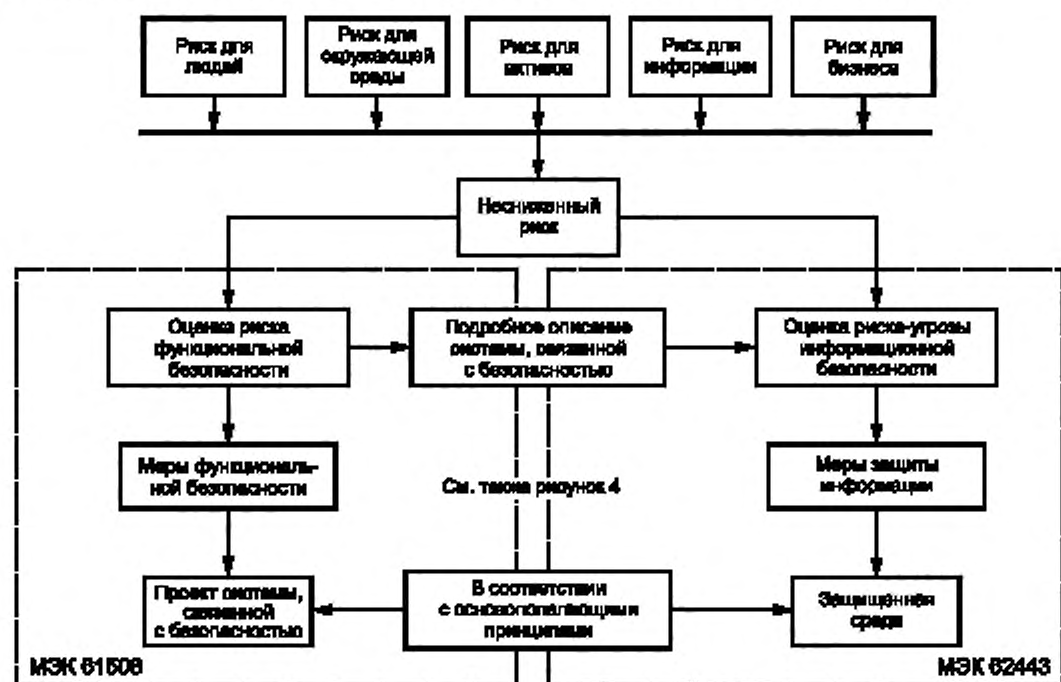 Риск для
людей
Риск для
окружающей
среды
Риск для
активов
Риск для
информации
Риск для
бизнеса
Несниженный
риск
Оценка риска
функциональной
безопасности
Подробное описание
системы, связанной
с безопасностью
Оценка риска-угрозы
информационной
безопасности
Меры функциональ-
ной безопасности
См. также рисунок 4
Меры защиты
информации
Проект системы,
связанной
с безопасностью
В соответствии
с основополагающими
принципами
Защищенная
среда
МЭК 61508
МЭК 62443